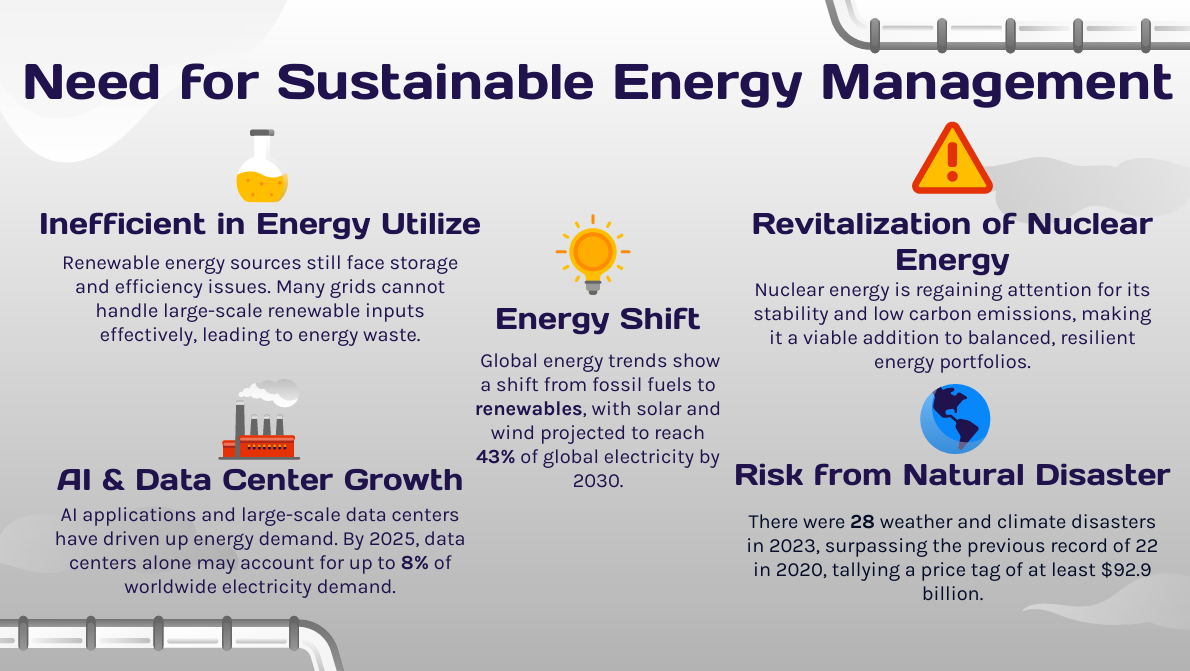 Need for Sustainable Energy Management
Inefficient in Energy Utilize
Renewable energy sources still face storage
and efficiency issues. Many grids cannot
handle large-scale renewable inputs
effectively, leading to energy waste.
AI & Data Center Growth
AI applications and large-scale data centers
have driven up energy demand. By 2025, data
centers alone may account for up to 8% of
worldwide electricity demand.
Energy Shift
Global energy trends show
a shift from fossil fuels to
renewables, with solar and
wind projected to reach
43% of global electricity by
2030.
Revitalization of Nuclear
Energy
Nuclear energy is regaining attention for its
stability and low carbon emissions, making
it a viable addition to balanced, resilient
energy portfolios.
Risk from Natural Disaster
There were 28 weather and climate disasters
in 2023, surpassing the previous record of 22
in 2020, tallying a price tag of at least $92.9
billion.